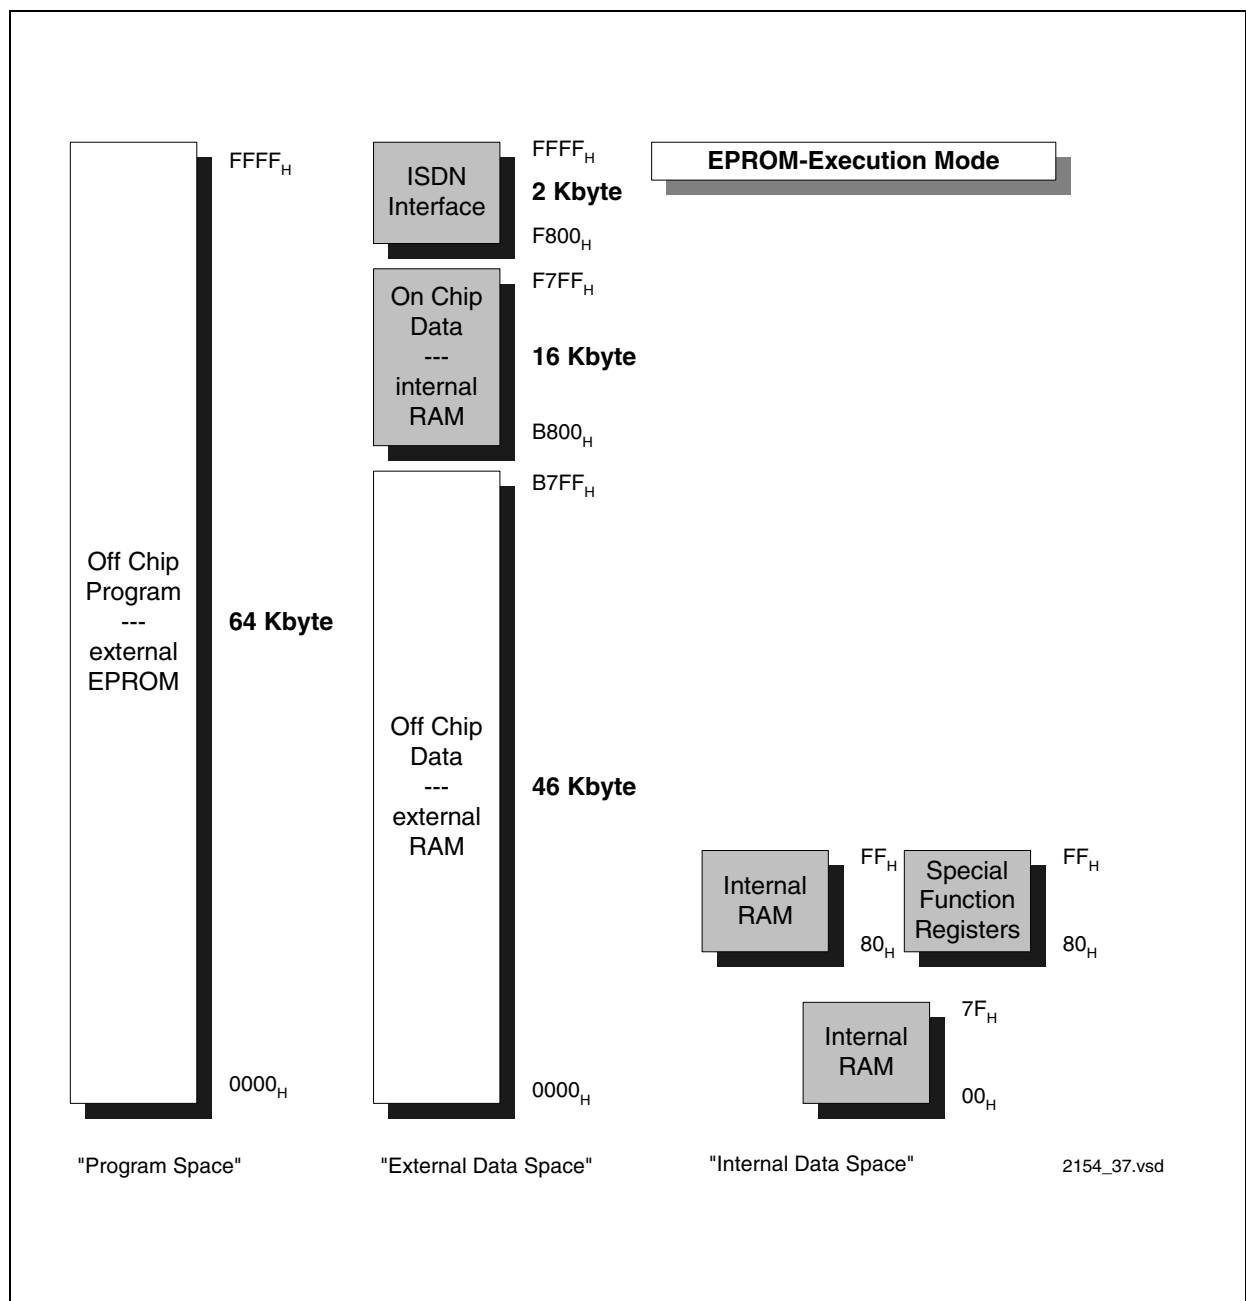 EPROM-Execution Mode
FFFFH
Off Chip
Program
---
external
EPROM
64 Kbyte
0000H
"Program Space"
ISDN
Interface
FFFFH
2 Kbyte
F800H
On Chip
Data
---
internal
RAM
F7FFH
16 Kbyte
B800H
B7FFH
Off Chip
Data
---
external
RAM
46 Kbyte
0000H
"External Data Space"
Internal
RAM
FFH
80H
Special
Function
Registers
FFH
80H
Internal
RAM
7FH
00H
"Internal Data Space"
2154_37.vsd